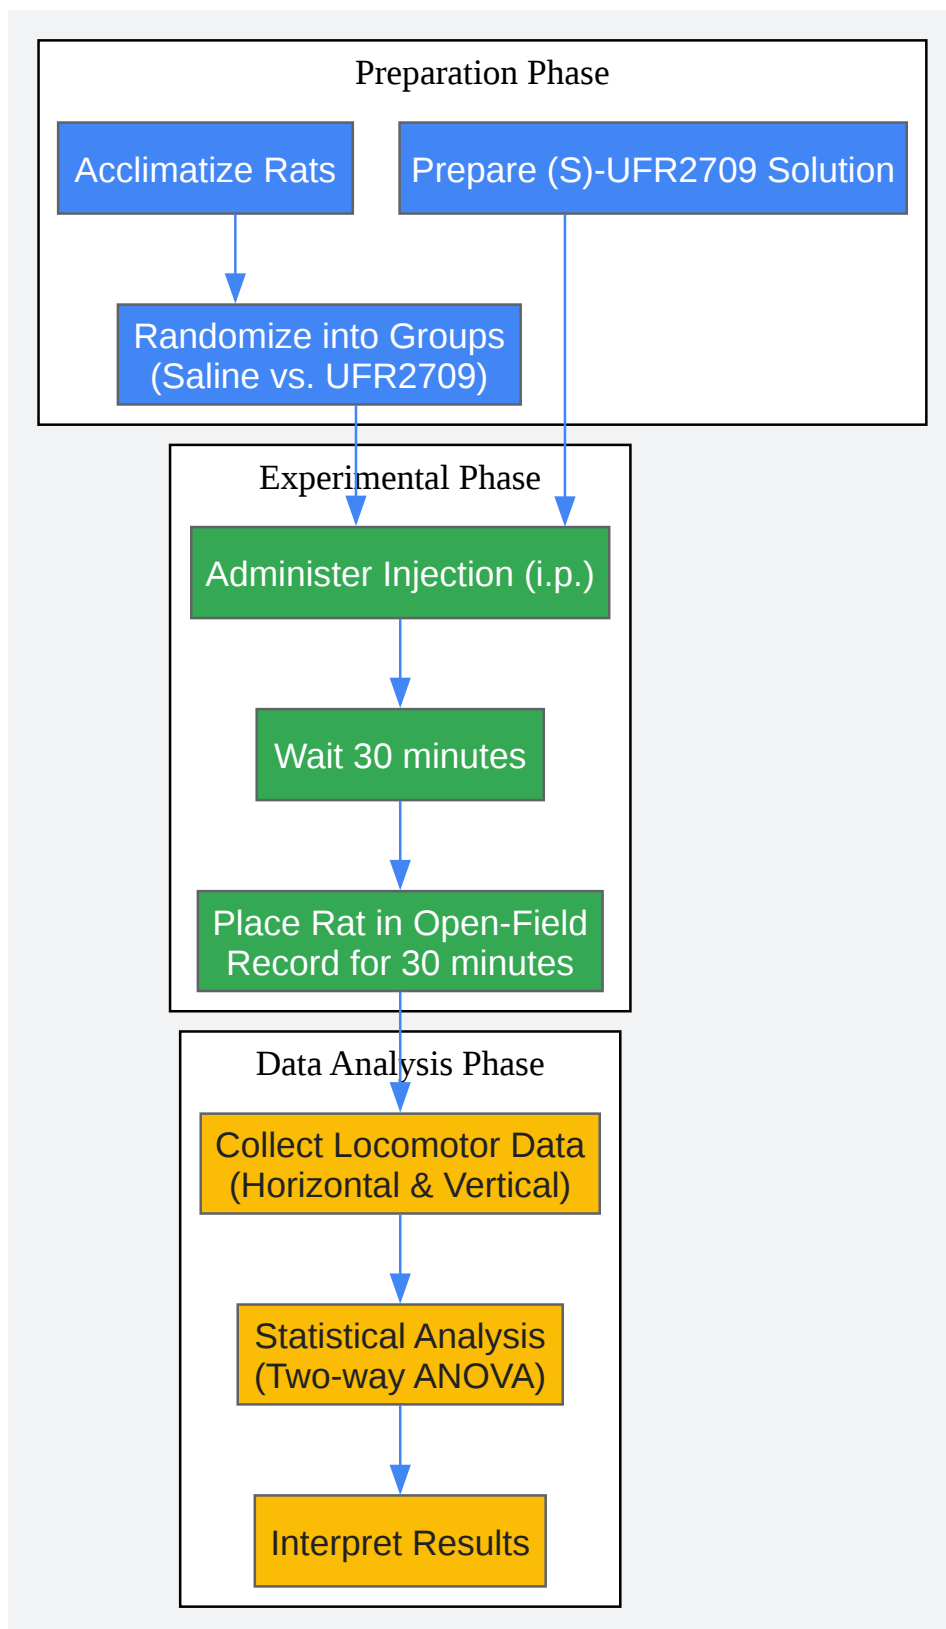 Preparation Phase
Acclimatize Rats
Prepare (S)-UFR2709 Solution
Randomize into Groups
(Saline vs. UFR2709)
Experimental Phase
Administer Injection (i.p.)
Wait 30 minutes
Place Rat in Open-Field
Record for 30 minutes
Data Analysis Phase
Collect Locomotor Data
(Horizontal & Vertical)
Statistical Analysis
(Two-way ANOVA)
Interpret Results